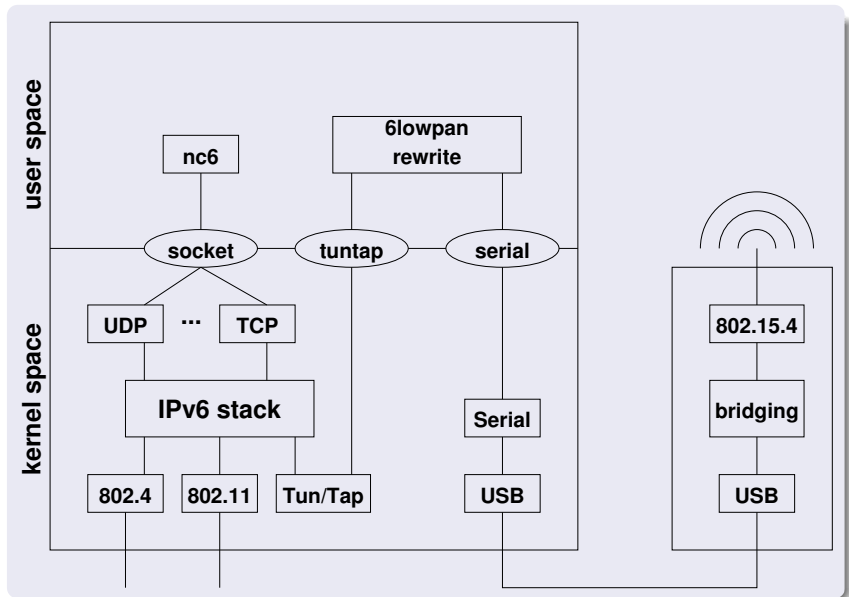 user space
6lowpan
rewrite
nc6
socket
tuntap
serial
kernel space
UDP
...
TCP
802.15.4
IPv6 stack
bridging
Serial
802.4
802.11
Tun/Tap
USB
USB